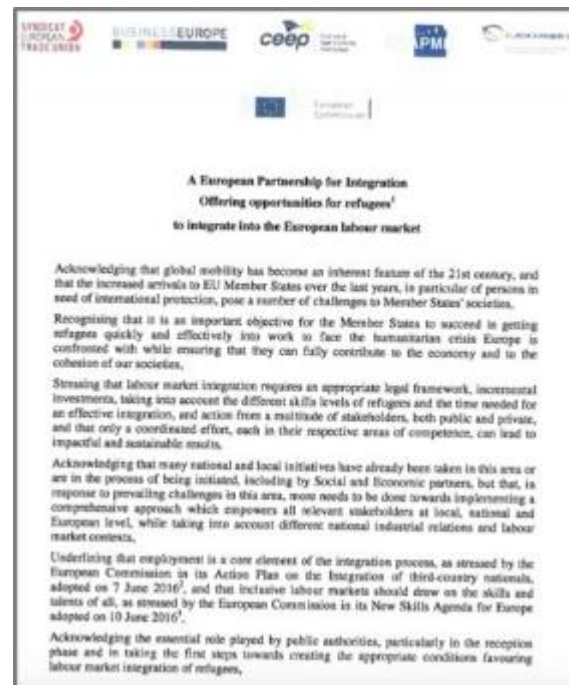 SYNDICAT
EUROPEAN
TRADE UNION
BUSINESSEUROPE
ceep
APME
European
Commission
A European Partnership for Integration
Offering opportunities for refugees¹
to integrate into the European labour market
Acknowledging that global mobility has become an inherent feature of the 21st century, and
that the increased arrivals to EU Member States over the last years, in particular of persons in
need of international protection, pose a number of challenges to Member States' societies,
Recognising that it is an important objective for the Member States to succeed in getting
refugees quickly and effectively into work to face the humanitarian crisis Europe is
confronted with while ensuring that they can fully contribute to the economy and to the
cohesion of our societies,
Stressing that labour market integration requires an appropriate legal framework, incremental
investments, taking into account the different skills levels of refugees and the time needed for
an effective integration, and action from a multitude of stakeholders, both public and private,
and that only a coordinated effort, each in their respective areas of competence, can lead to
impactful and sustainable results,
Acknowledging that many national and local initiatives have already been taken in this area or
are in the process of being initiated, including by Social and Economic partners, but that, in
response to prevailing challenges in this area, more needs to be done towards implementing a
comprehensive approach which empowers all relevant stakeholders at local, national and
European level, while taking into account different national industrial relations and labour
market contexts,
Underlining that employment is a core element of the integration process, as stressed by the
European Commission in its Action Plan on the Integration of third-country nationals,
adopted on 7 June 2016², and that inclusive labour markets should draw on the skills and
talents of all, as stressed by the European Commission in its New Skills Agenda for Europe
adopted on 10 June 2016³,
Acknowledging the essential role played by public authorities, particularly in the reception
phase and in taking the first steps towards creating the appropriate conditions favouring
labour market integration of refugees,